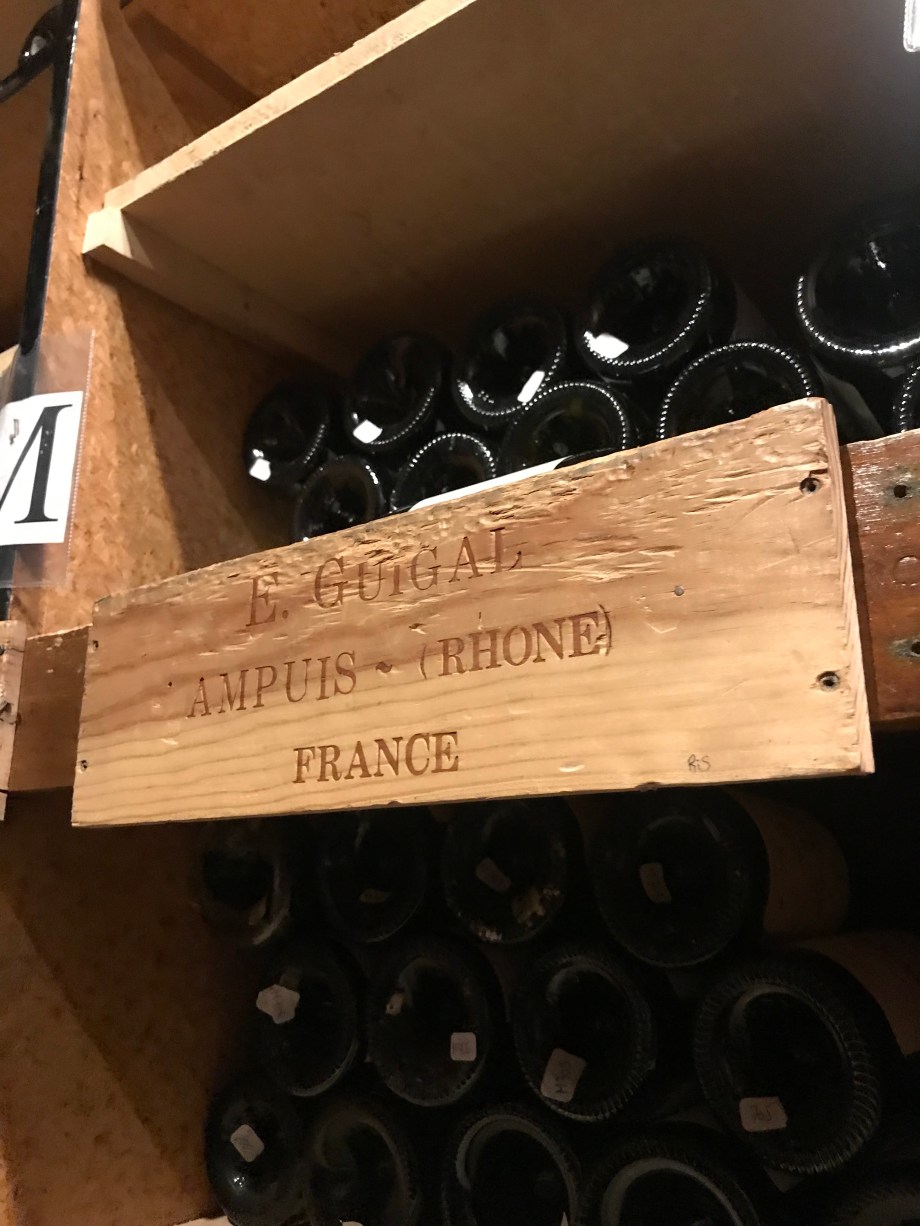 M
E. GUIGAL
AMPUIS ~ (RHONE)
FRANCE